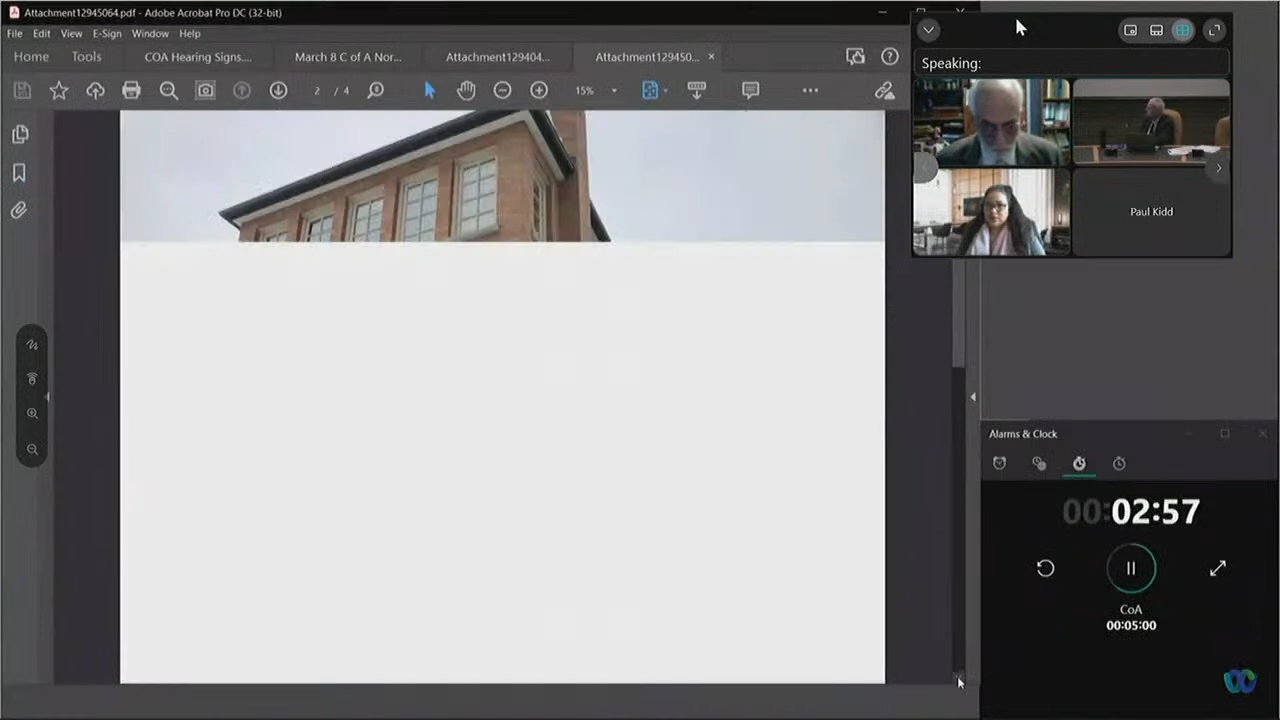 Attachment12945064.pdf - Adobe Acrobat Pro DC (32-bit)
File Edit View E-Sign Window Help
Home Tools COA Hearing Signs.... March 8 C of A Nor... Attachment129404... Attachment129450... ×
2 / 4 15%
Speaking:
Paul Kidd
Alarms & Clock
00:02:57
CoA
00:05:00